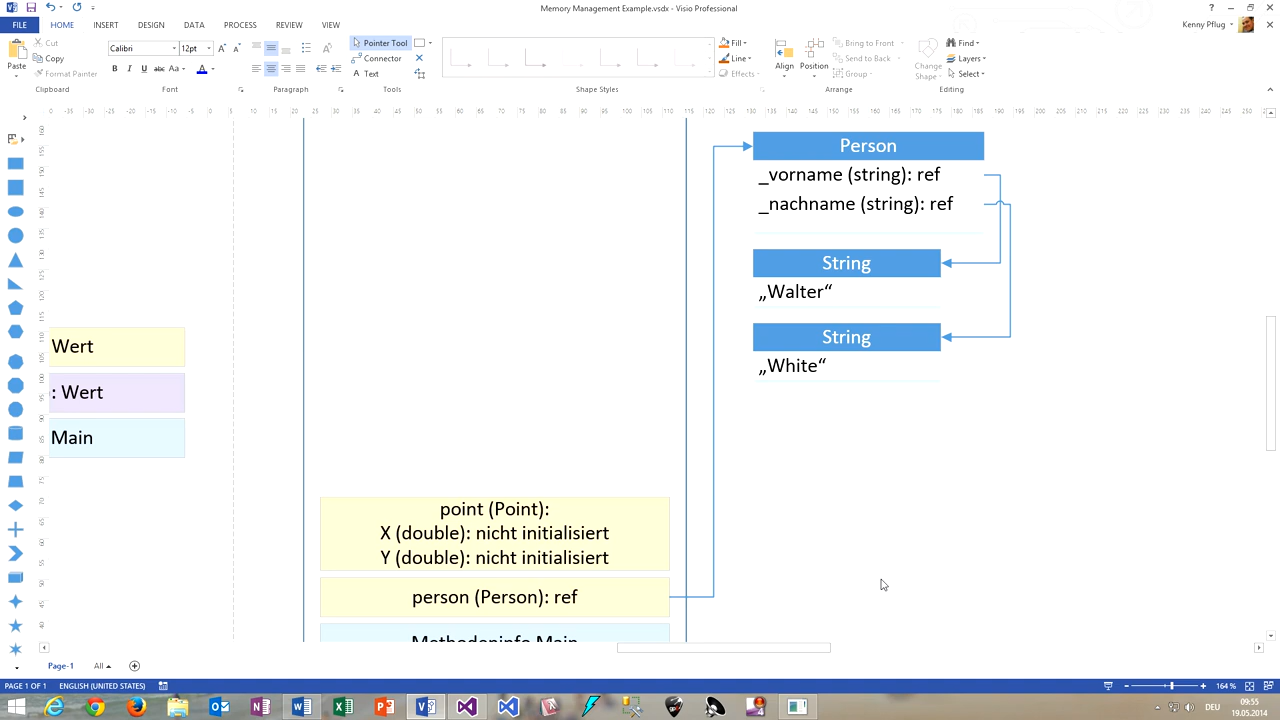 Memory Management Example.vsdx - Visio Professional
FILE HOME INSERT DESIGN DATA PROCESS REVIEW VIEW
Kenny Pflug
Paste
Cut
Copy
Format Painter
Clipboard
Calibri 12pt
B I U abc Aa A
Font
Paragraph
Pointer Tool
Connector
Text
Tools
Shape Styles
Fill
Line
Effects
Align
Position
Bring to Front
Send to Back
Group
Arrange
Change Shape
Find
Layers
Select
Editing
Person
_vorname (string): ref
_nachname (string): ref
String
„Walter“
String
„White“
Wert
: Wert
Main
point (Point):
X (double): nicht initialisiert
Y (double): nicht initialisiert
person (Person): ref
Methodeninfo Main
Page-1 All
PAGE 1 OF 1 ENGLISH (UNITED STATES)
164 %
DEU
09:55
19.05.2014